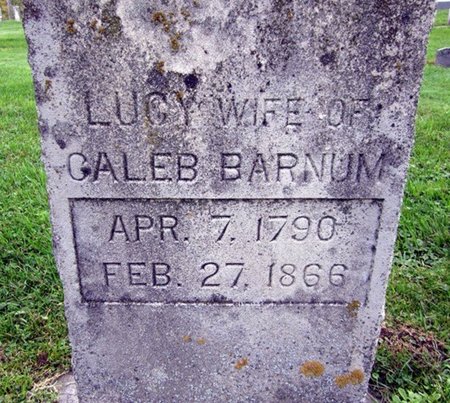 LUCY WIFE OF
CALEB BARNUM
APR. 7, 1790
FEB. 27, 1866